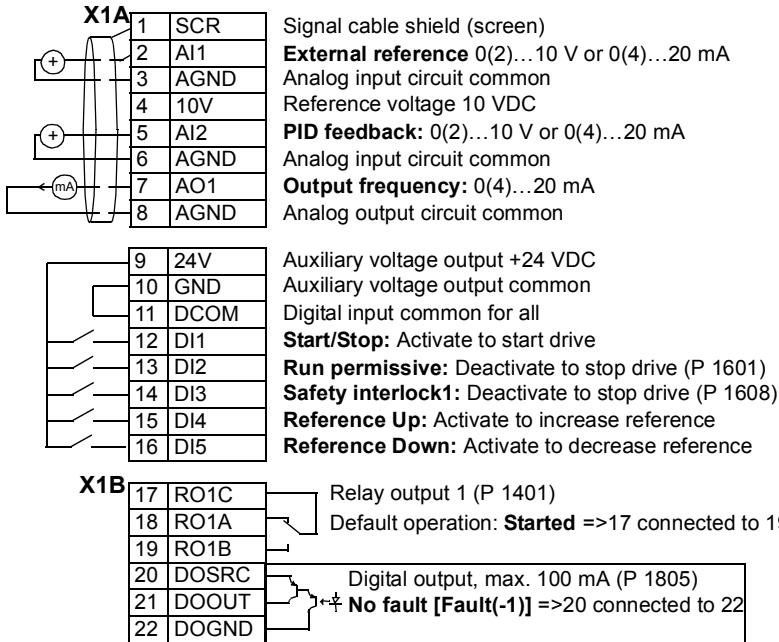 X1A
1 SCR Signal cable shield (screen)
2 AI1 External reference 0(2)…10 V or 0(4)…20 mA
3 AGND Analog input circuit common
4 10V Reference voltage 10 VDC
5 AI2 PID feedback: 0(2)…10 V or 0(4)…20 mA
6 AGND Analog input circuit common
7 AO1 Output frequency: 0(4)…20 mA
8 AGND Analog output circuit common
+
+
mA
9 24V Auxiliary voltage output +24 VDC
10 GND Auxiliary voltage output common
11 DCOM Digital input common for all
12 DI1 Start/Stop: Activate to start drive
13 DI2 Run permissive: Deactivate to stop drive (P 1601)
14 DI3 Safety interlock1: Deactivate to stop drive (P 1608)
15 DI4 Reference Up: Activate to increase reference
16 DI5 Reference Down: Activate to decrease reference
X1B
17 RO1C Relay output 1 (P 1401)
18 RO1A Default operation: Started =>17 connected to
19 RO1B
20 DOSRC Digital output, max. 100 mA (P 1805)
21 DOOUT No fault [Fault(-1)] =>20 connected to 22
22 DOGND